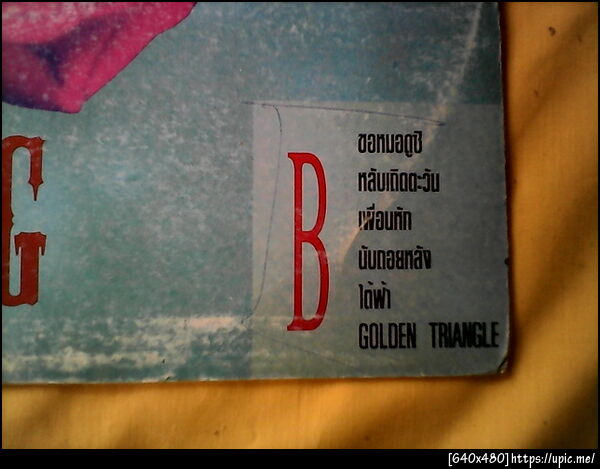 G
B
ขอหมอดูซิ
หลับเถิดตะวัน
เพื่อนหัก
นับถอยหลัง
ใต้ฟ้า
GOLDEN TRIANGLE
[640x480]https://upic.me/